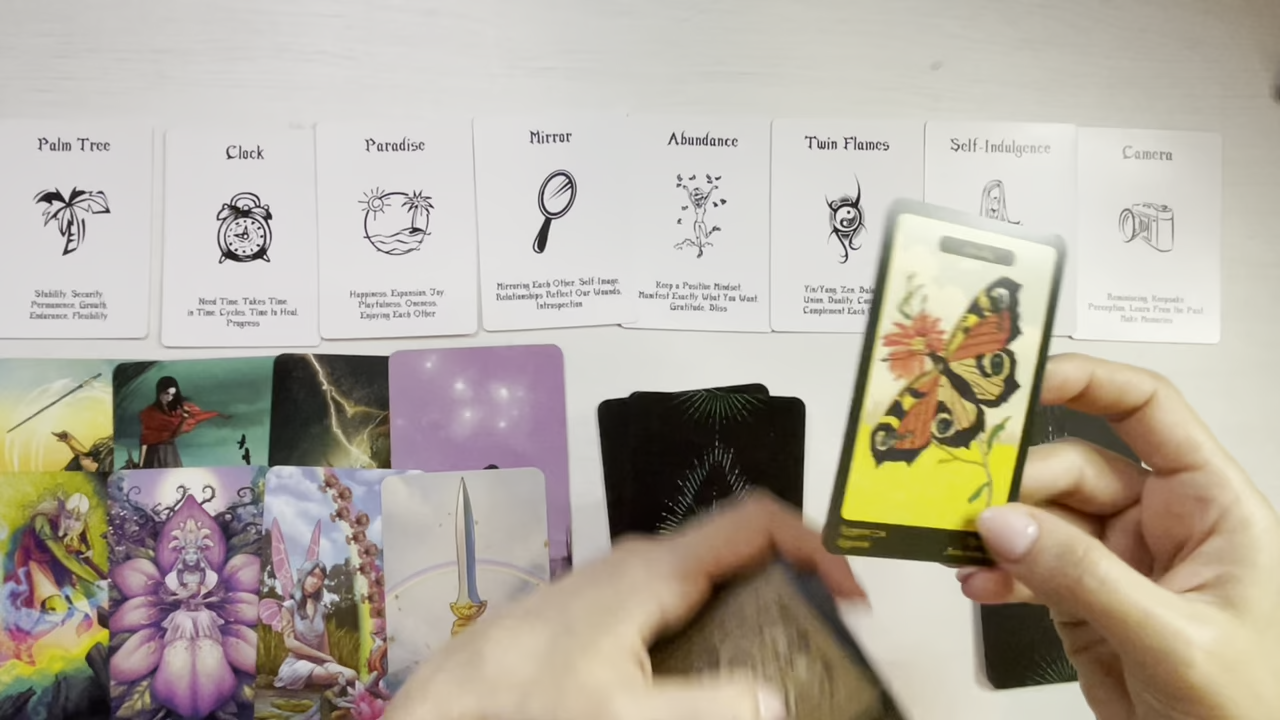 Palm Tree
Stability, Security
Permanence, Growth
Endurance, Flexibility
Clock
Need Time, Takes Time,
in Time, Cycles, Time to Heal,
Progress
Paradise
Happiness, Expansion, Joy
Playfulness, Oneness,
Enjoying Each Other
Mirror
Mirroring Each Other, Self-Image,
Relationships Reflect Our Wounds,
Introspection
Abundance
Keep a Positive Mindset,
Manifest Exactly What You Want,
Gratitude, Bliss
Twin Flames
Yin/Yang, Zen,
Union, Duality,
Complement Each
Self-Indulgence
Camera
Reminiscing, Keepsake,
Perception, Learn From the Past
Make Memories